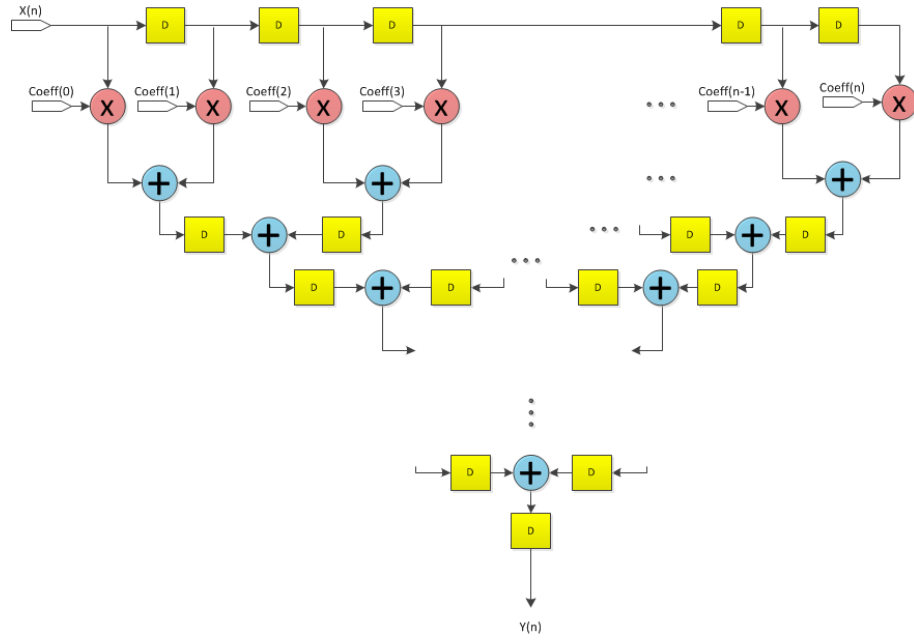 X(n)
D
D
D
D
D
Coeff(0)
X
Coeff(1)
X
Coeff(2)
X
Coeff(3)
X
Coeff(n-1)
X
Coeff(n)
X
D
D
D
D
D
D
D
D
D
D
D
Y(n)